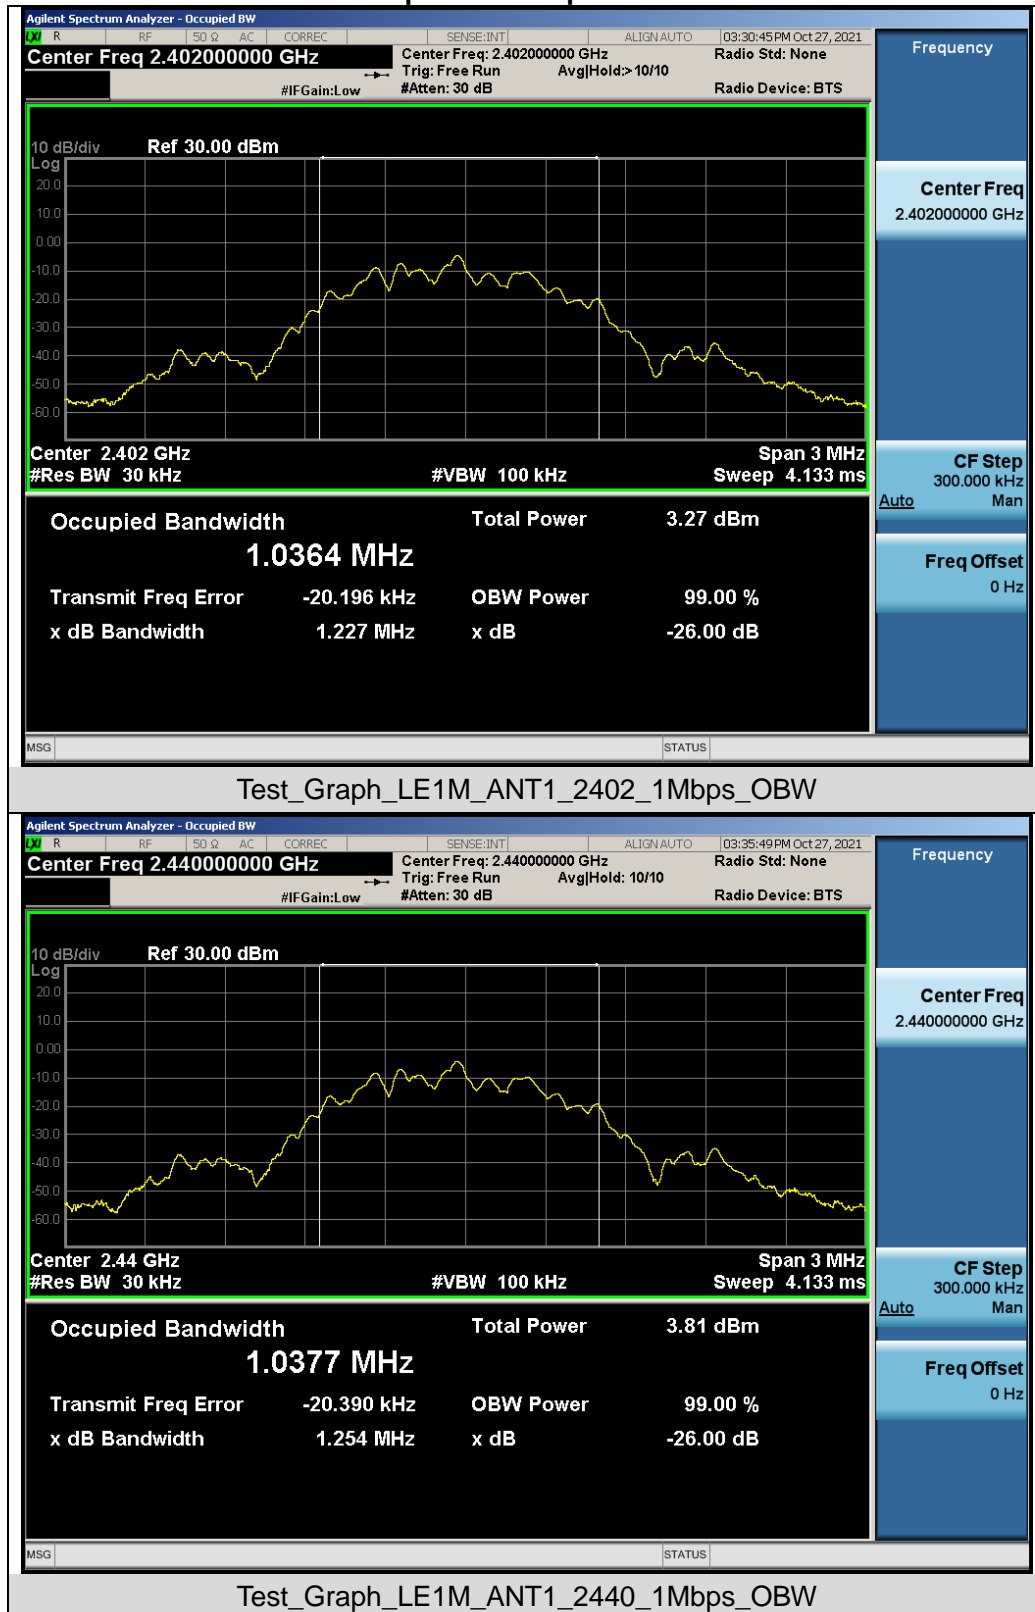 Agilent Spectrum Analyzer - Occupied BW
LXI R RF 50 Ω AC CORREC SENSE:INT ALIGN AUTO 03:30:45 PM Oct 27, 2021
Center Freq 2.402000000 GHz Center Freq: 2.402000000 GHz Radio Std: None
Trig: Free Run Avg|Hold:> 10/10
#IFGain:Low #Atten: 30 dB Radio Device: BTS
Frequency
10 dB/div Ref 30.00 dBm
Log
20.0
10.0
0.00
-10.0
-20.0
-30.0
-40.0
-50.0
-60.0
Center Freq
2.402000000 GHz
Center 2.402 GHz Span 3 MHz
#Res BW 30 kHz #VBW 100 kHz Sweep 4.133 ms
CF Step
300.000 kHz
Auto Man
Occupied Bandwidth Total Power 3.27 dBm
1.0364 MHz
Transmit Freq Error -20.196 kHz OBW Power 99.00 %
x dB Bandwidth 1.227 MHz x dB -26.00 dB
Freq Offset
0 Hz
MSG STATUS
Test_Graph_LE1M_ANT1_2402_1Mbps_OBW
Agilent Spectrum Analyzer - Occupied BW
LXI R RF 50 Ω AC CORREC SENSE:INT ALIGN AUTO 03:35:49 PM Oct 27, 2021
Center Freq 2.440000000 GHz Center Freq: 2.440000000 GHz Radio Std: None
Trig: Free Run Avg|Hold: 10/10
#IFGain:Low #Atten: 30 dB Radio Device: BTS
Frequency
10 dB/div Ref 30.00 dBm
Log
20.0
10.0
0.00
-10.0
-20.0
-30.0
-40.0
-50.0
-60.0
Center Freq
2.440000000 GHz
Center 2.44 GHz Span 3 MHz
#Res BW 30 kHz #VBW 100 kHz Sweep 4.133 ms
CF Step
300.000 kHz
Auto Man
Occupied Bandwidth Total Power 3.81 dBm
1.0377 MHz
Transmit Freq Error -20.390 kHz OBW Power 99.00 %
x dB Bandwidth 1.254 MHz x dB -26.00 dB
Freq Offset
0 Hz
MSG STATUS
Test_Graph_LE1M_ANT1_2440_1Mbps_OBW